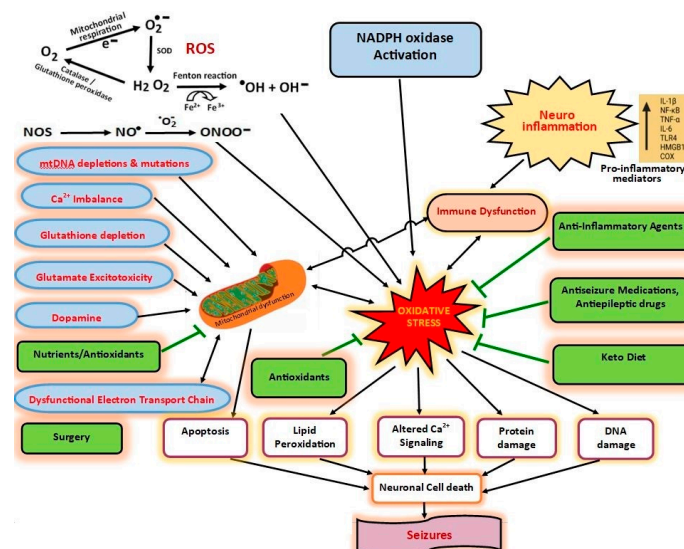 Mitochondrial
respiration
e⁻
O₂
O₂•⁻
SOD
ROS
Catalase /
Glutathione peroxidase
H₂O₂
Fenton reaction
•OH + OH⁻
Fe²⁺ Fe³⁺
NOS
NO•
•O₂⁻
ONOO⁻
NADPH oxidase
Activation
Neuro
inflammation
IL-1β
NF-κB
TNF-α
IL-6
TLR4
HMGB1
COX
Pro-inflammatory
mediators
mtDNA depletions & mutations
Ca²⁺ Imbalance
Glutathione depletion
Glutamate Excitotoxicity
Dopamine
Nutrients/Antioxidants
Dysfunctional Electron Transport Chain
Surgery
Mitochondrial dysfunction
Immune Dysfunction
OXIDATIVE
STRESS
Antioxidants
Anti-Inflammatory Agents
Antiseizure Medications,
Antiepileptic drugs
Keto Diet
Apoptosis
Lipid
Peroxidation
Altered Ca²⁺
Signaling
Protein
damage
DNA
damage
Neuronal Cell death
Seizures